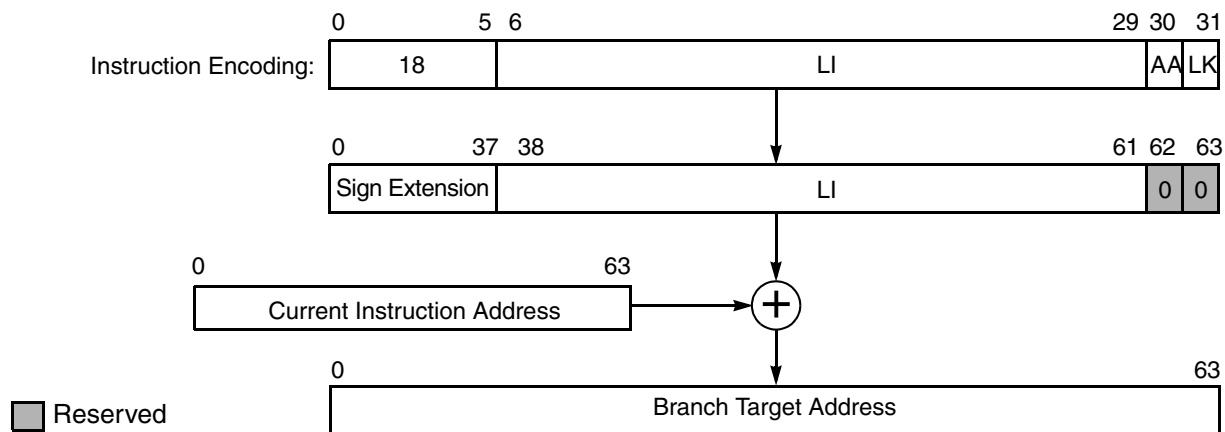 0 5 6 29 30 31
Instruction Encoding: 18 LI AA LK
0 37 38 61 62 63
Sign Extension LI 0 0
0 63
Current Instruction Address +
0 63
Branch Target Address
Reserved